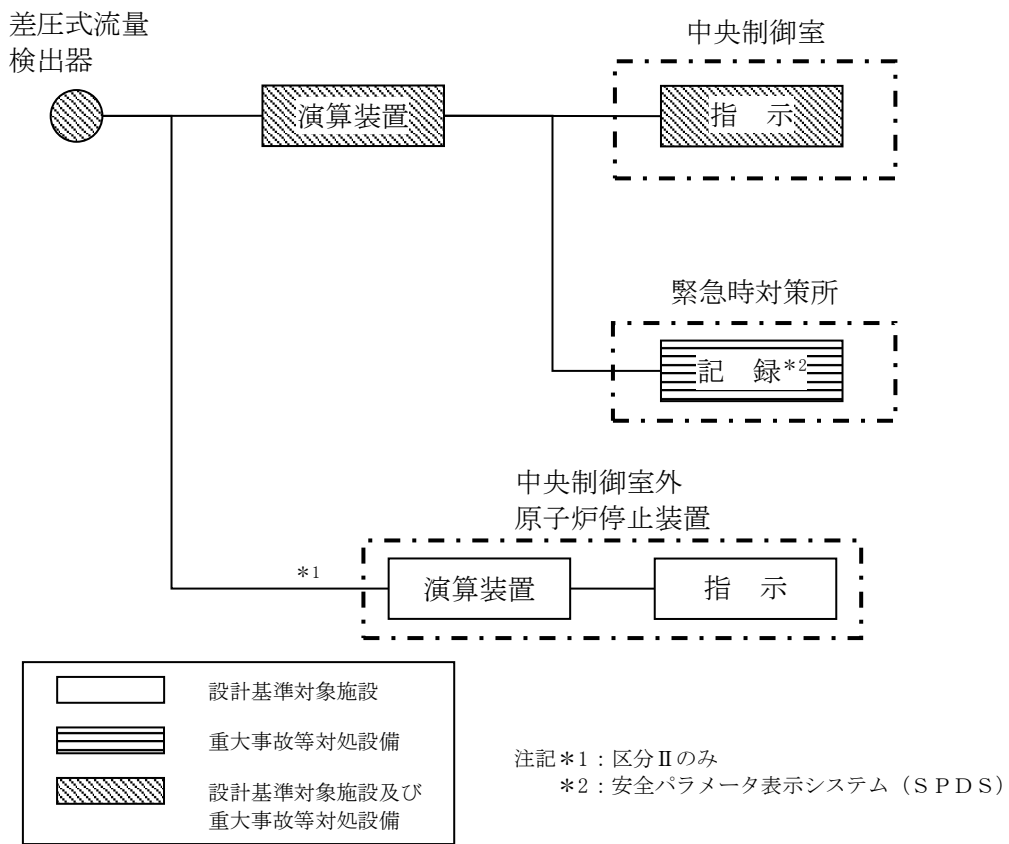 差圧式流量
検出器
中央制御室
演算装置
指　示
緊急時対策所
記　録*2
中央制御室外
原子炉停止装置
*1
演算装置
指　示
設計基準対象施設
重大事故等対処設備
設計基準対象施設及び
重大事故等対処設備
注記*1：区分Ⅱのみ
*2：安全パラメータ表示システム（ＳＰＤＳ）